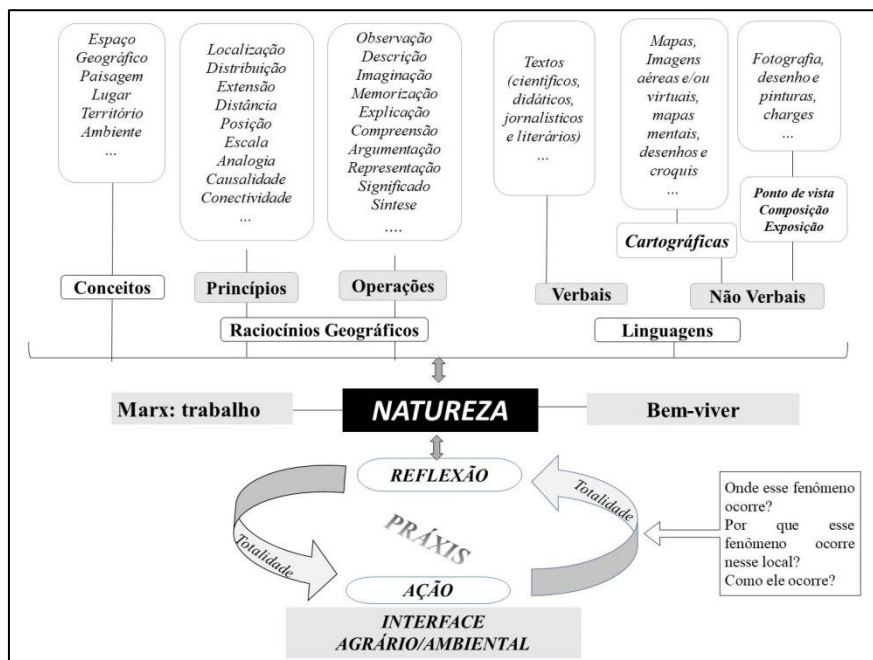 Espaço
Geográfico
Paisagem
Lugar
Território
Ambiente
...
Localização
Distribuição
Extensão
Distância
Posição
Escala
Analogia
Causalidade
Conectividade
...
Observação
Descrição
Imaginação
Memorização
Explicação
Compreensão
Argumentação
Representação
Significado
Síntese
....
Textos
(científicos,
didáticos,
jornalísticos
e literários)
...
Mapas,
Imagens
aéreas e/ou
virtuais,
mapas
mentais,
desenhos e
croquis
...
Fotografia,
desenho e
pinturas,
charges
...
Ponto de vista
Composição
Exposição
Cartográficas
Conceitos
Princípios
Operações
Verbais
Não Verbais
Raciocínios Geográficos
Linguagens
Marx: trabalho
NATUREZA
Bem-viver
REFLEXÃO
Totalidade
PRÁXIS
Totalidade
AÇÃO
Onde esse fenômeno
ocorre?
Por que esse
fenômeno ocorre
nesse local?
Como ele ocorre?
INTERFACE
AGRÁRIO/AMBIENTAL